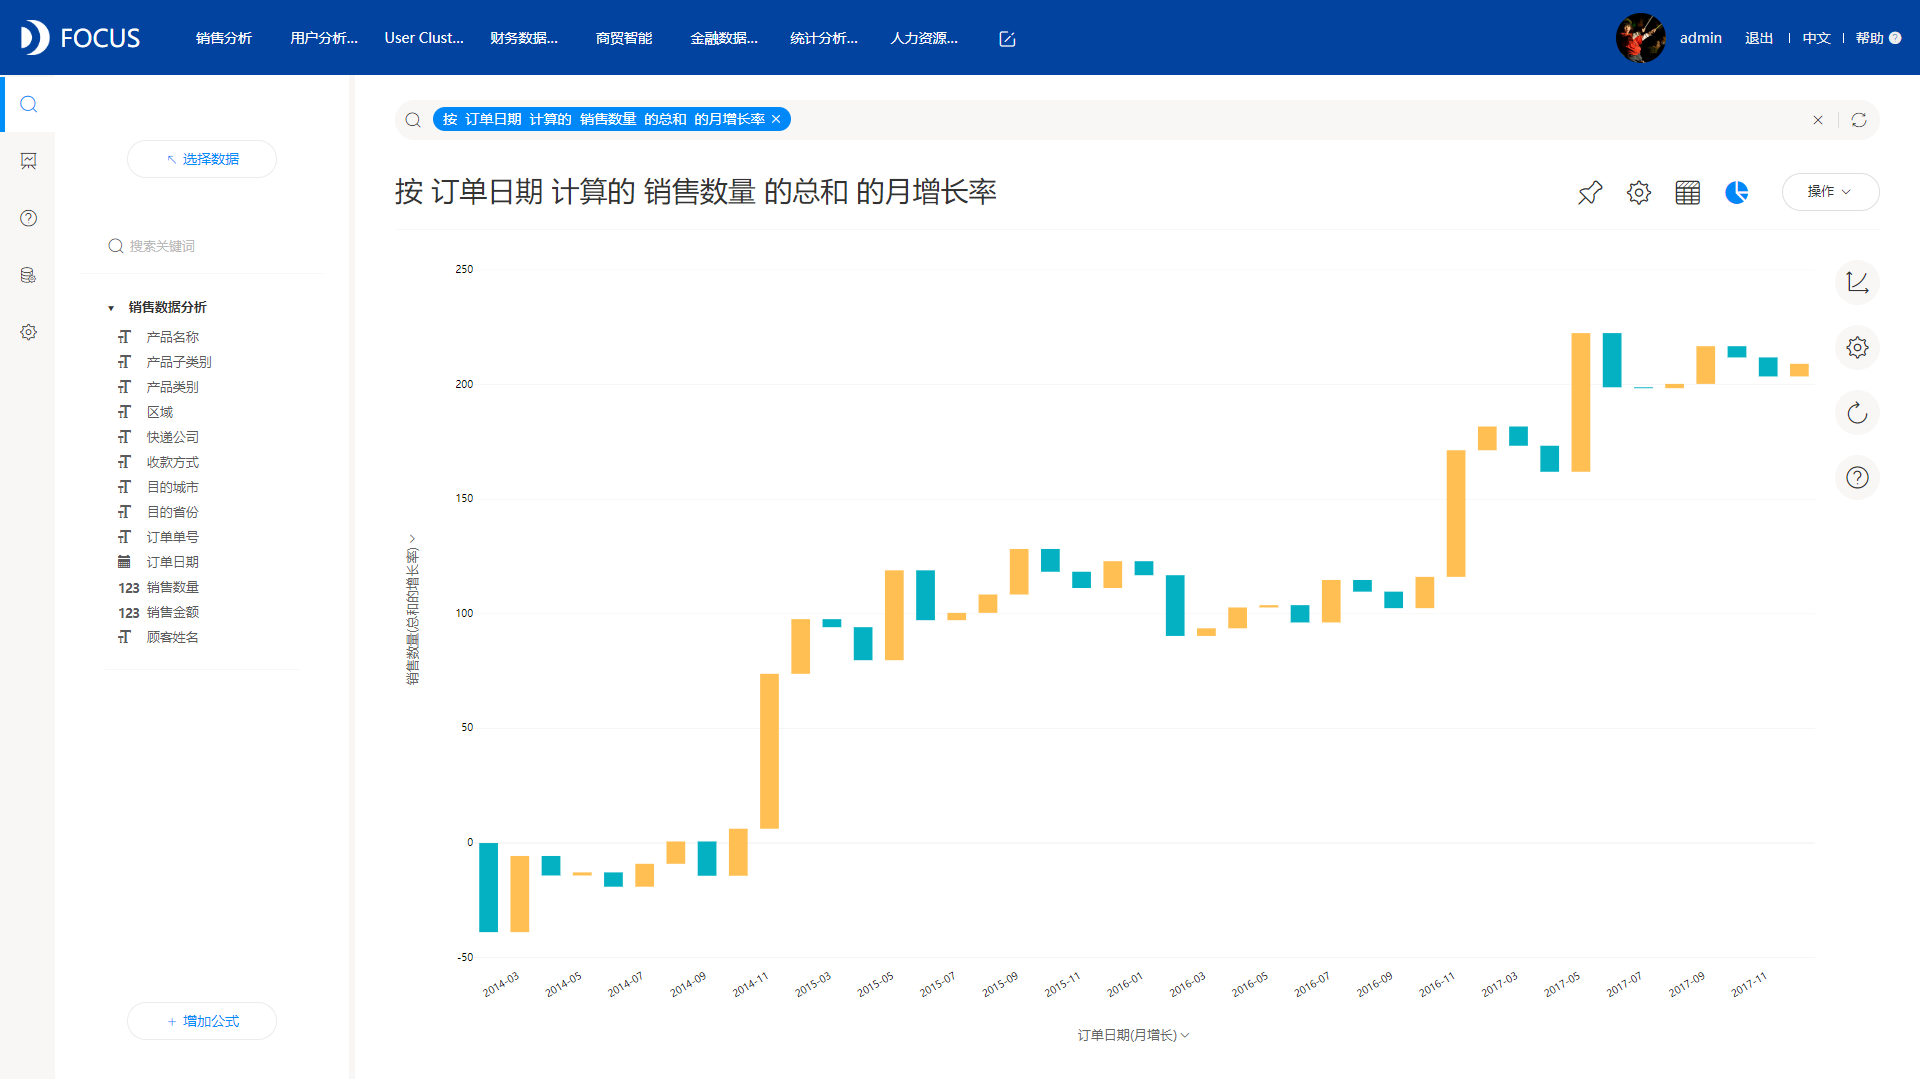 FOCUS
销售分析
用户分析...
User Clust...
财务数据...
商贸智能
金融数据...
统计分析...
人力资源...
admin
退出
中文
帮助
选择数据
搜索关键词
销售数据分析
产品名称
产品子类别
产品类别
区域
快递公司
收款方式
目的城市
目的省份
订单单号
订单日期
123 销售数量
123 销售金额
顾客姓名
+ 增加公式
按 订单日期 计算的 销售数量 的总和 的月增长率 ×
按 订单日期 计算的 销售数量 的总和 的月增长率
操作
250
200
150
100
50
0
-50
销售数量(总和的增长率)
2014-03
2014-05
2014-07
2014-09
2014-11
2015-03
2015-05
2015-07
2015-09
2015-11
2016-01
2016-03
2016-05
2016-07
2016-09
2016-11
2017-03
2017-05
2017-07
2017-09
2017-11
订单日期(月增长)